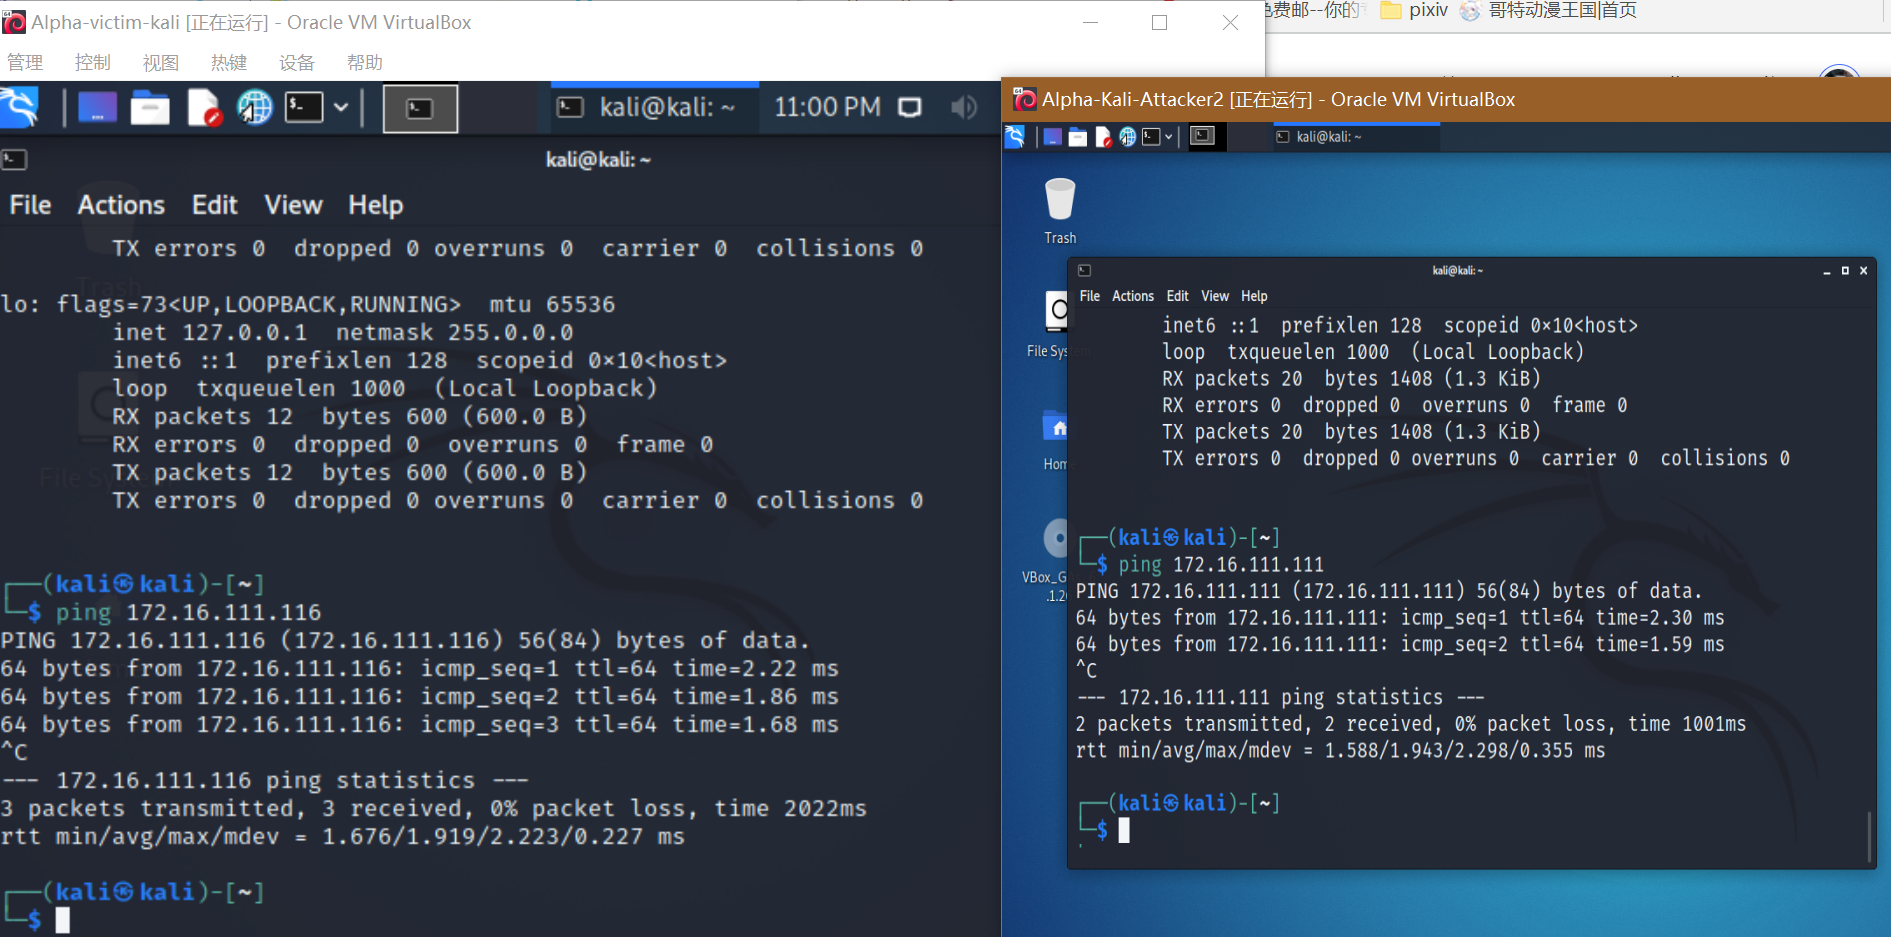 Alpha-victim-kali [正在运行] - Oracle VM VirtualBox
管理 控制 视图 热键 设备 帮助
kali@kali: ~ 11:00 PM
kali@kali: ~
File Actions Edit View Help
TX errors 0  dropped 0 overruns 0  carrier 0  collisions 0
lo: flags=73<UP,LOOPBACK,RUNNING>  mtu 65536
inet 127.0.0.1  netmask 255.0.0.0
inet6 ::1  prefixlen 128  scopeid 0×10<host>
loop  txqueuelen 1000  (Local Loopback)
RX packets 12  bytes 600 (600.0 B)
RX errors 0  dropped 0  overruns 0  frame 0
TX packets 12  bytes 600 (600.0 B)
TX errors 0  dropped 0 overruns 0  carrier 0  collisions 0
Trash
File System
┌──(kali㉿kali)-[~]
└─$ ping 172.16.111.116
PING 172.16.111.116 (172.16.111.116) 56(84) bytes of data.
64 bytes from 172.16.111.116: icmp_seq=1 ttl=64 time=2.22 ms
64 bytes from 172.16.111.116: icmp_seq=2 ttl=64 time=1.86 ms
64 bytes from 172.16.111.116: icmp_seq=3 ttl=64 time=1.68 ms
^C
--- 172.16.111.116 ping statistics ---
3 packets transmitted, 3 received, 0% packet loss, time 2022ms
rtt min/avg/max/mdev = 1.676/1.919/2.223/0.227 ms
┌──(kali㉿kali)-[~]
└─$
免费邮--你的 pixiv 哥特动漫王国|首页
Alpha-Kali-Attacker2 [正在运行] - Oracle VM VirtualBox
kali@kali: ~
Trash
File System
Home
VBox_G
.1.2
kali@kali: ~
File Actions Edit View Help
inet6 ::1  prefixlen 128  scopeid 0×10<host>
loop  txqueuelen 1000  (Local Loopback)
RX packets 20  bytes 1408 (1.3 KiB)
RX errors 0  dropped 0  overruns 0  frame 0
TX packets 20  bytes 1408 (1.3 KiB)
TX errors 0  dropped 0 overruns 0  carrier 0  collisions 0
┌──(kali㉿kali)-[~]
└─$ ping 172.16.111.111
PING 172.16.111.111 (172.16.111.111) 56(84) bytes of data.
64 bytes from 172.16.111.111: icmp_seq=1 ttl=64 time=2.30 ms
64 bytes from 172.16.111.111: icmp_seq=2 ttl=64 time=1.59 ms
^C
--- 172.16.111.111 ping statistics ---
2 packets transmitted, 2 received, 0% packet loss, time 1001ms
rtt min/avg/max/mdev = 1.588/1.943/2.298/0.355 ms
┌──(kali㉿kali)-[~]
└─$